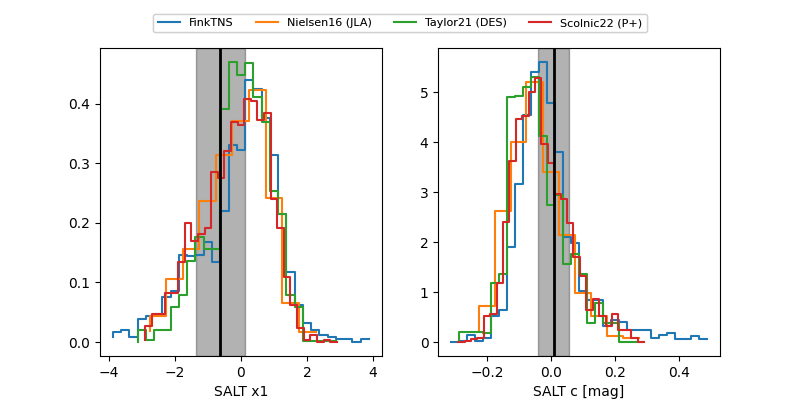 FinkTNS Nielsen16 (JLA) Taylor21 (DES) Scolnic22 (P+)
0.4
0.3
0.2
0.1
0.0
−4 −2 0 2 4
SALT x1
5
4
3
2
1
0
−0.2 0.0 0.2 0.4
SALT c [mag]